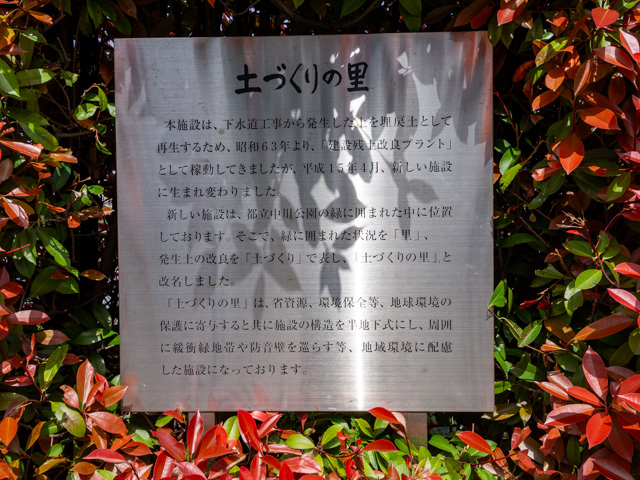 土づくりの里
本施設は、下水道工事から発生した土を埋戻土として
再生するため、昭和63年より、「建設残土改良プラント」
として稼動してきましたが、平成15年4月、新しい施設
に生まれ変わりました。
新しい施設は、都立中川公園の緑に囲まれた中に位置
しております。そこで、緑に囲まれた状況を「里」、
発生土の改良を「土づくり」で表し、「土づくりの里」と
改名しました。
「土づくりの里」は、省資源、環境保全等、地球環境の
保護に寄与すると共に施設の構造を半地下式にし、周囲
に緩衝緑地帯や防音壁を巡らす等、地域環境に配慮
した施設になっております。